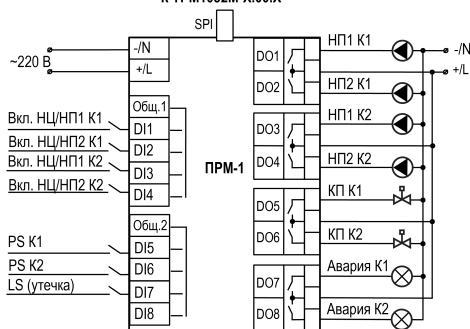 SPI
~220 В
-/N
+/L
Общ.1
Вкл. НЦ/НП1 К1
DI1
Вкл. НЦ/НП2 К1
DI2
Вкл. НЦ/НП1 К2
DI3
Вкл. НЦ/НП2 К2
DI4
Общ.2
PS К1
DI5
PS К2
DI6
LS (утечка)
DI7
DI8
ПРМ-1
DO1
НП1 К1
DO2
НП2 К1
DO3
НП1 К2
DO4
НП2 К2
DO5
КП К1
DO6
КП К2
DO7
Авария К1
DO8
Авария К2
-/N
+/L